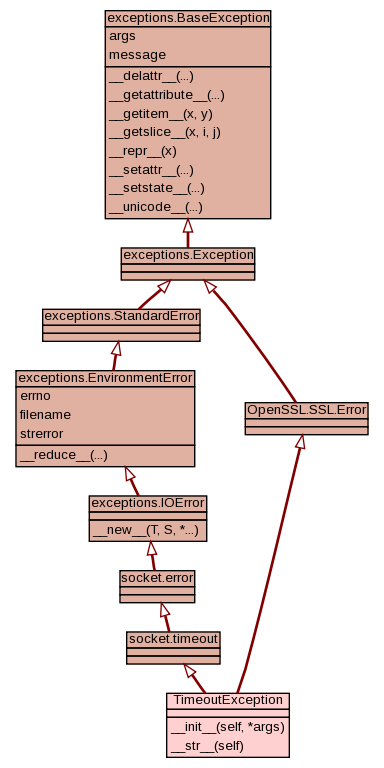 exceptions.BaseException
args
message
__delattr__(...)
__getattribute__(...)
__getitem__(x, y)
__getslice__(x, i, j)
__repr__(x)
__setattr__(...)
__setstate__(...)
__unicode__(...)
exceptions.Exception
exceptions.StandardError
exceptions.EnvironmentError
errno
filename
strerror
__reduce__(...)
OpenSSL.SSL.Error
exceptions.IOError
__new__(T, S, *...)
socket.error
socket.timeout
TimeoutException
__init__(self, *args)
__str__(self)